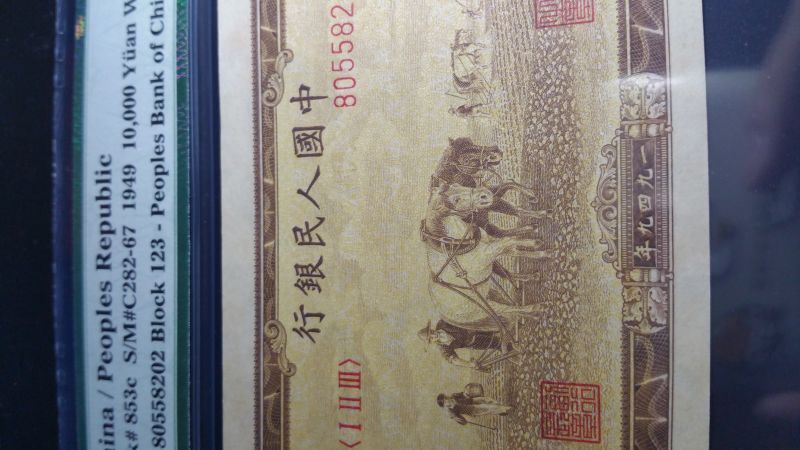 hina / Peoples Republic
k# 853c S/M#C282-67 1949 10,000 Yüan W
80558202 Block 123 - Peoples Bank of Chi
中國人民銀行
〈I II III〉
805582
一九四九年